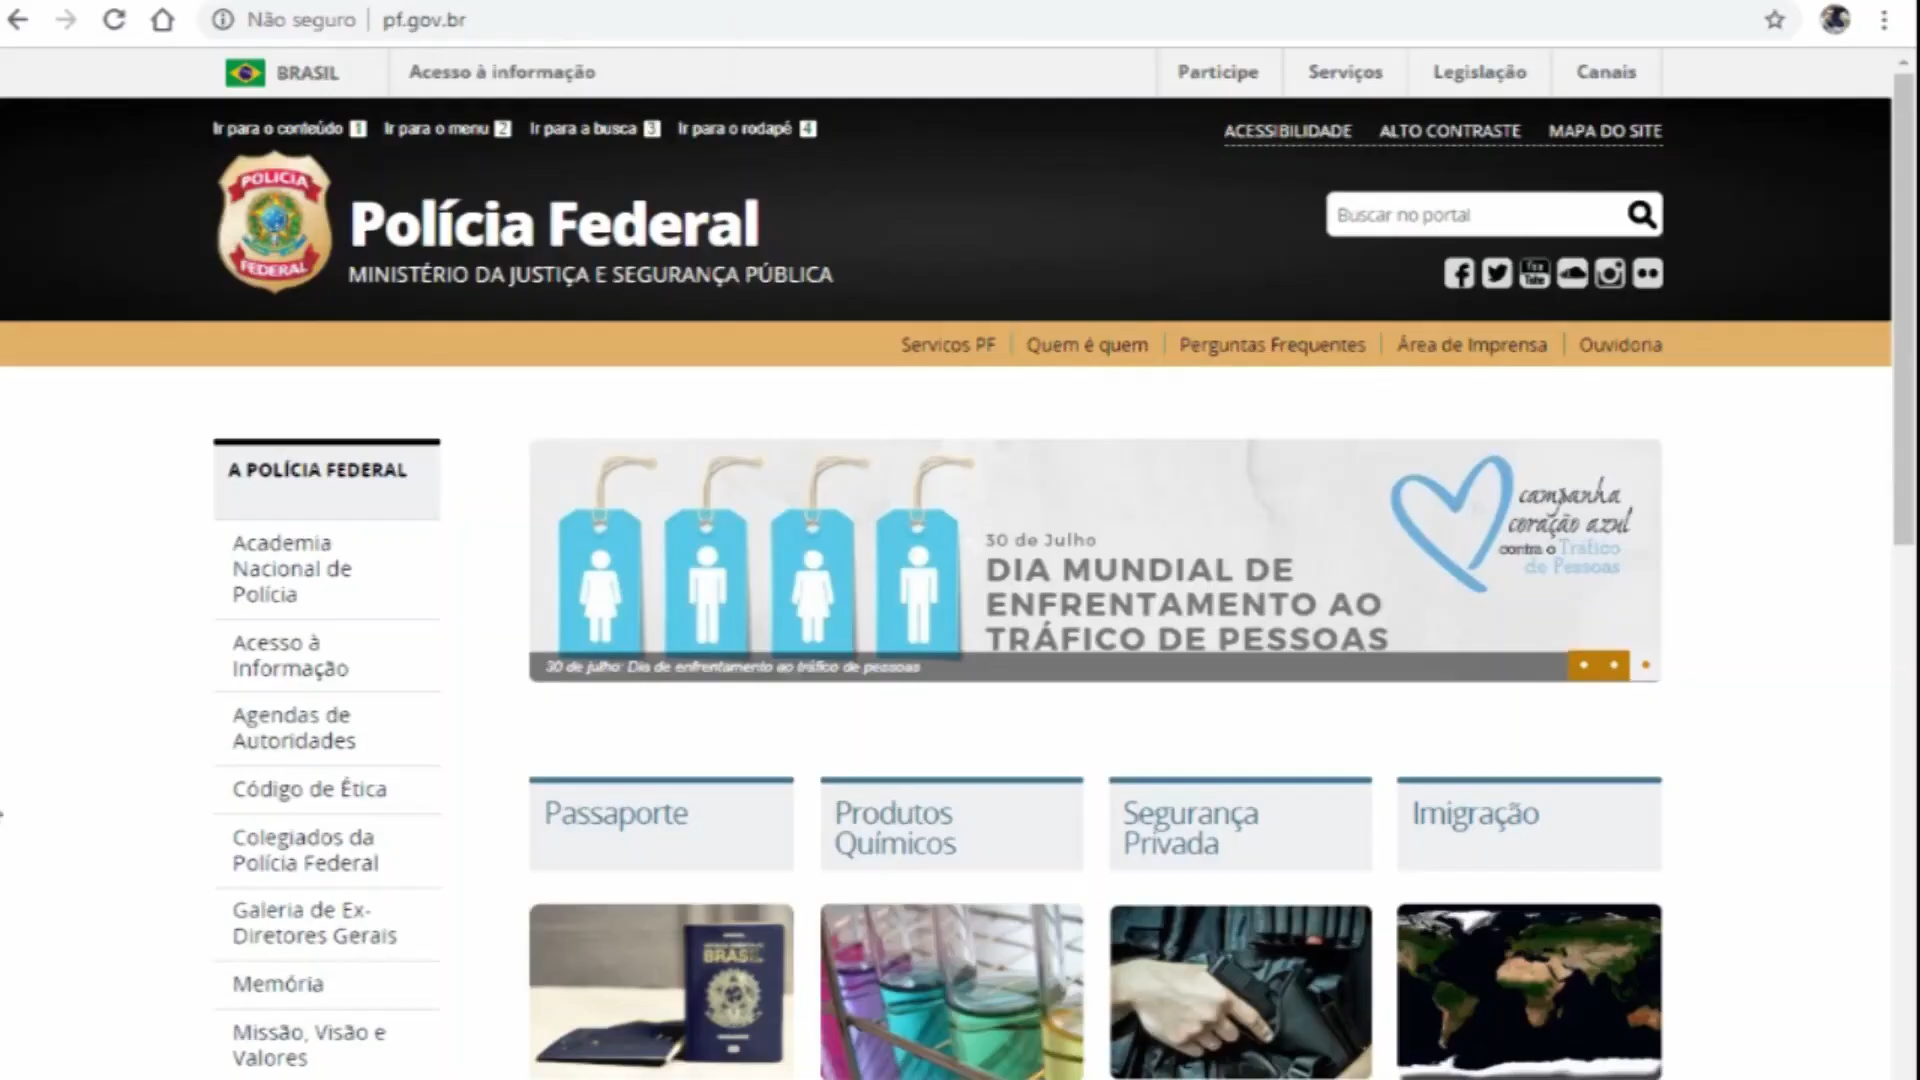 Não seguro | pf.gov.br
BRASIL
Acesso à informação
Participe
Serviços
Legislação
Canais
Ir para o conteúdo 1
Ir para o menu 2
Ir para a busca 3
Ir para o rodapé 4
ACESSIBILIDADE
ALTO CONTRASTE
MAPA DO SITE
POLICIA
FEDERAL
Polícia Federal
MINISTÉRIO DA JUSTIÇA E SEGURANÇA PÚBLICA
Buscar no portal
You
Tube
Servicos PF
Quem é quem
Perguntas Frequentes
Área de Imprensa
Ouvidoria
A POLÍCIA FEDERAL
Academia
Nacional de
Polícia
Acesso à
Informação
Agendas de
Autoridades
Código de Ética
Colegiados da
Polícia Federal
Galeria de Ex-
Diretores Gerais
Memória
Missão, Visão e
Valores
30 de Julho
DIA MUNDIAL DE
ENFRENTAMENTO AO
TRÁFICO DE PESSOAS
campanha
coração azul
contra o Tráfico
de Pessoas
30 de julho: Dia de enfrentamento ao tráfico de pessoas
Passaporte
Produtos
Químicos
Segurança
Privada
Imigração
BRASIL